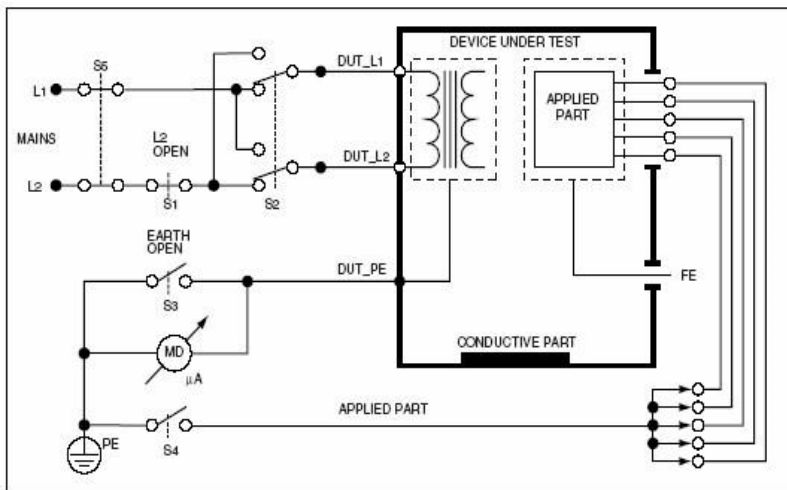 DEVICE UNDER TEST
DUT_L1
S5
L1
APPLIED
PART
MAINS
L2
OPEN
DUT_L2
L2
S1
S2
EARTH
OPEN
DUT_PE
FE
S3
MD
CONDUCTIVE PART
µA
APPLIED PART
PE
S4